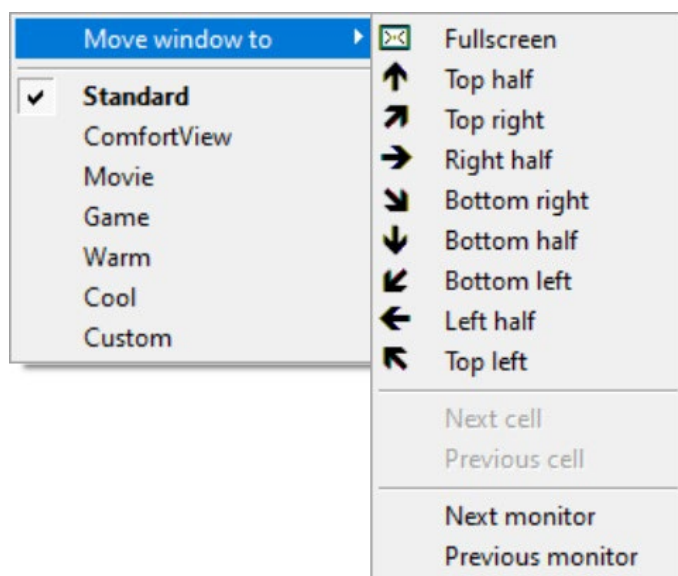 Move window to
Standard
ComfortView
Movie
Game
Warm
Cool
Custom
Fullscreen
Top half
Top right
Right half
Bottom right
Bottom half
Bottom left
Left half
Top left
Next cell
Previous cell
Next monitor
Previous monitor